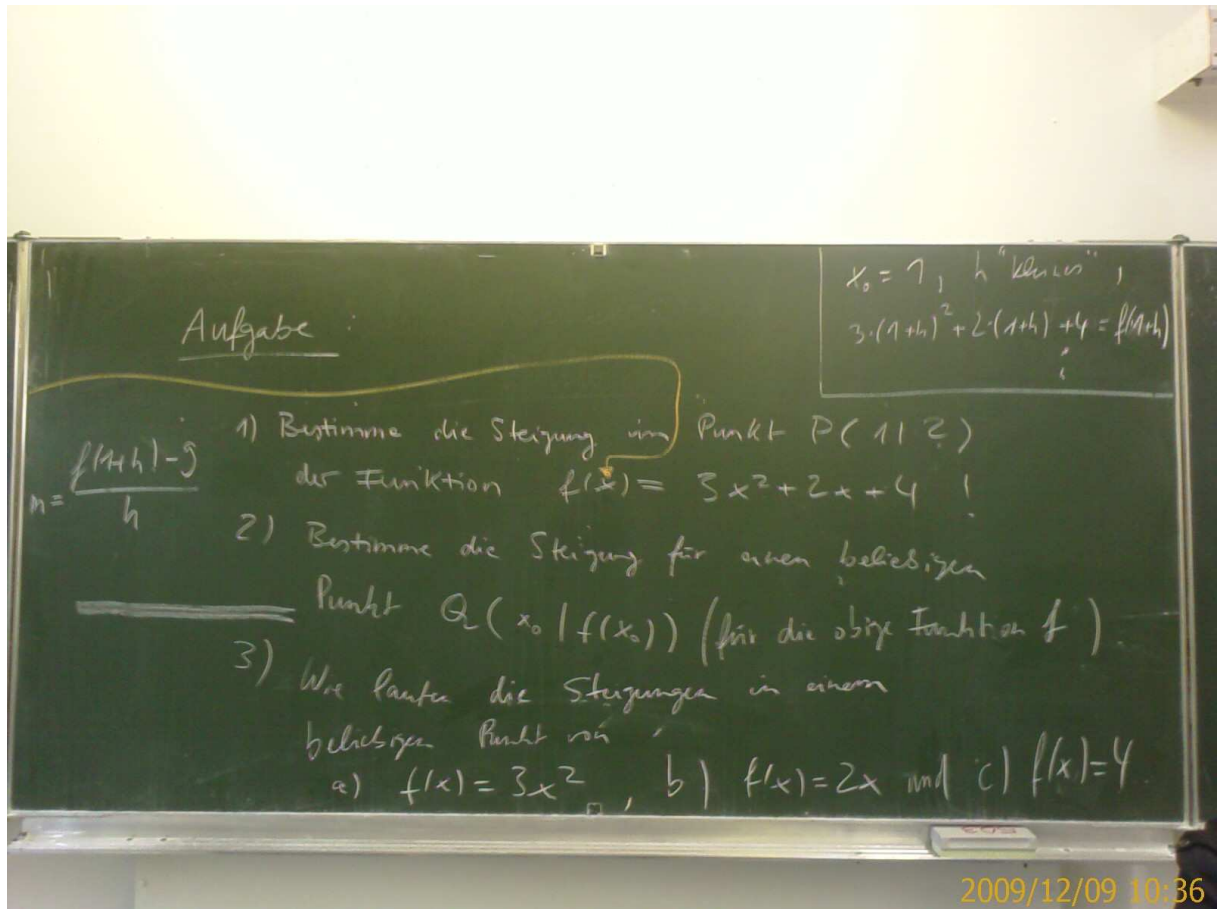 x₀ = 1, h "kleines",
3·(1+h)² + 2·(1+h) + 4 = f(1+h)
Aufgabe :
1) Bestimme die Steigung im Punkt P(1|?)
der Funktion f(x) = 3x² + 2x + 4 !
m = (f(1+h) - 9) / h
2) Bestimme die Steigung für einen beliebigen
Punkt Q(x₀ | f(x₀)) (für die obige Funktion f).
3) Wie lauten die Steigungen in einem
beliebigen Punkt von
a) f(x) = 3x², b) f(x) = 2x und c) f(x) = 4.
EDS
2009/12/09 10:36